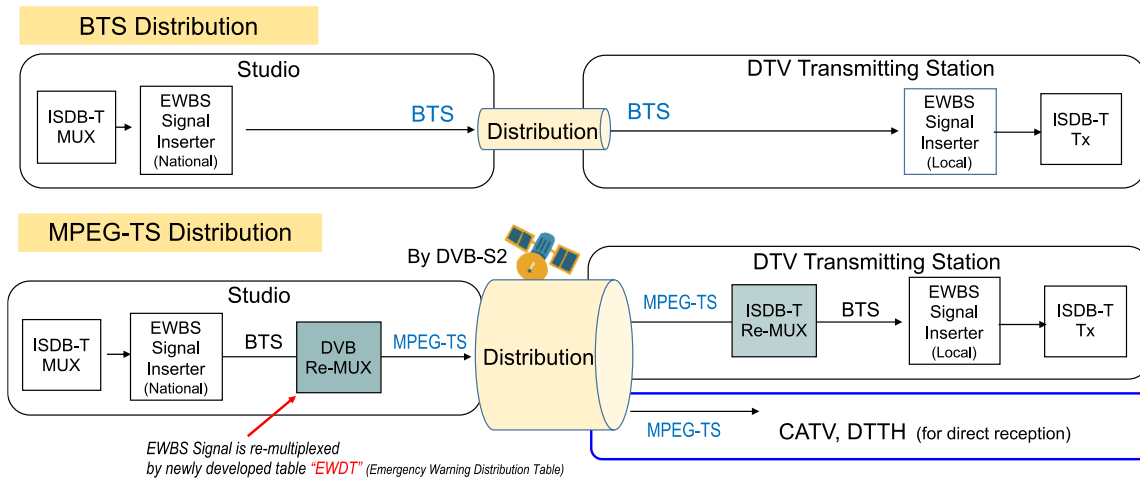 BTS Distribution
Studio
ISDB-T
MUX
EWBS
Signal
Inserter
(National)
BTS
Distribution
DTV Transmitting Station
BTS
EWBS
Signal
Inserter
(Local)
ISDB-T
Tx
MPEG-TS Distribution
By DVB-S2
Studio
ISDB-T
MUX
EWBS
Signal
Inserter
(National)
BTS
DVB
Re-MUX
MPEG-TS
Distribution
DTV Transmitting Station
MPEG-TS
ISDB-T
Re-MUX
BTS
EWBS
Signal
Inserter
(Local)
ISDB-T
Tx
MPEG-TS
CATV, DTTH (for direct reception)
EWBS Signal is re-multiplexed
by newly developed table “EWDT” (Emergency Warning Distribution Table)